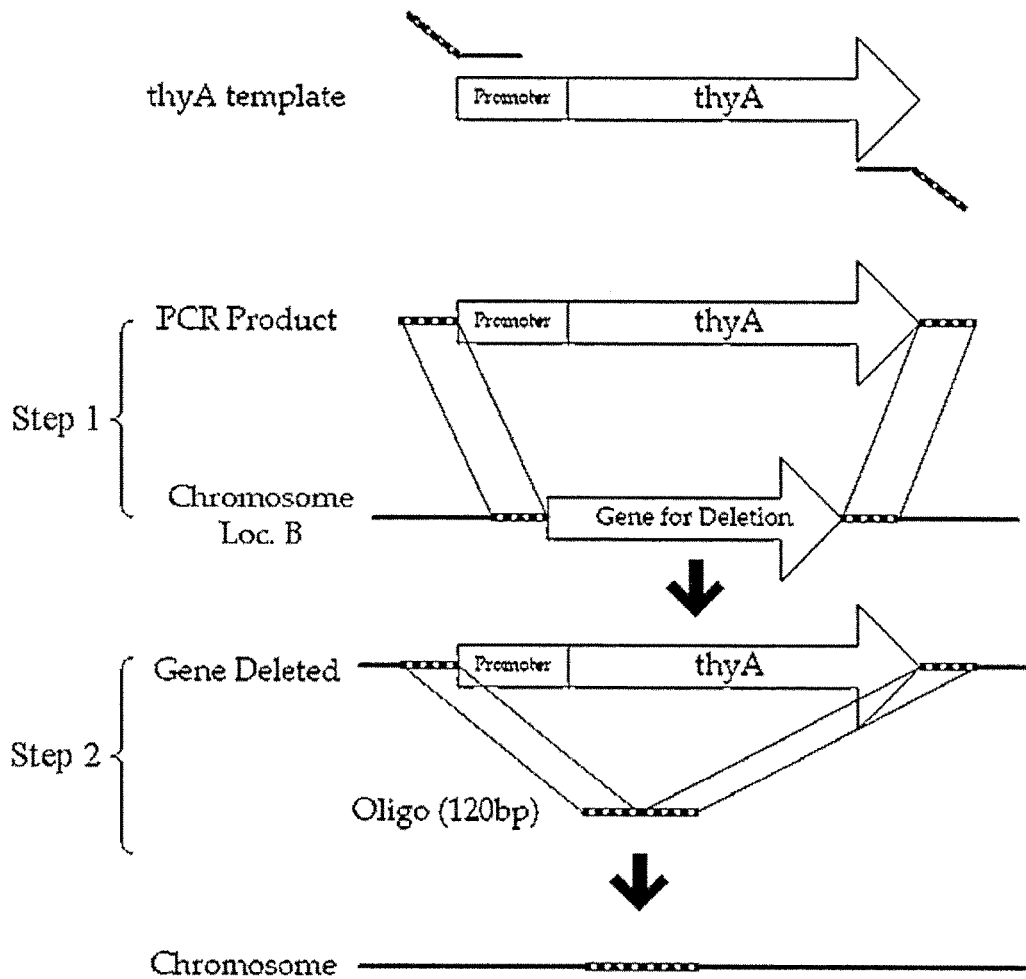 thyA template
Promoter
thyA
PCR Product
Promoter
thyA
Step 1
Chromosome
Loc. B
Gene for Deletion
Gene Deleted
Promoter
thyA
Step 2
Oligo (120bp)
Chromosome